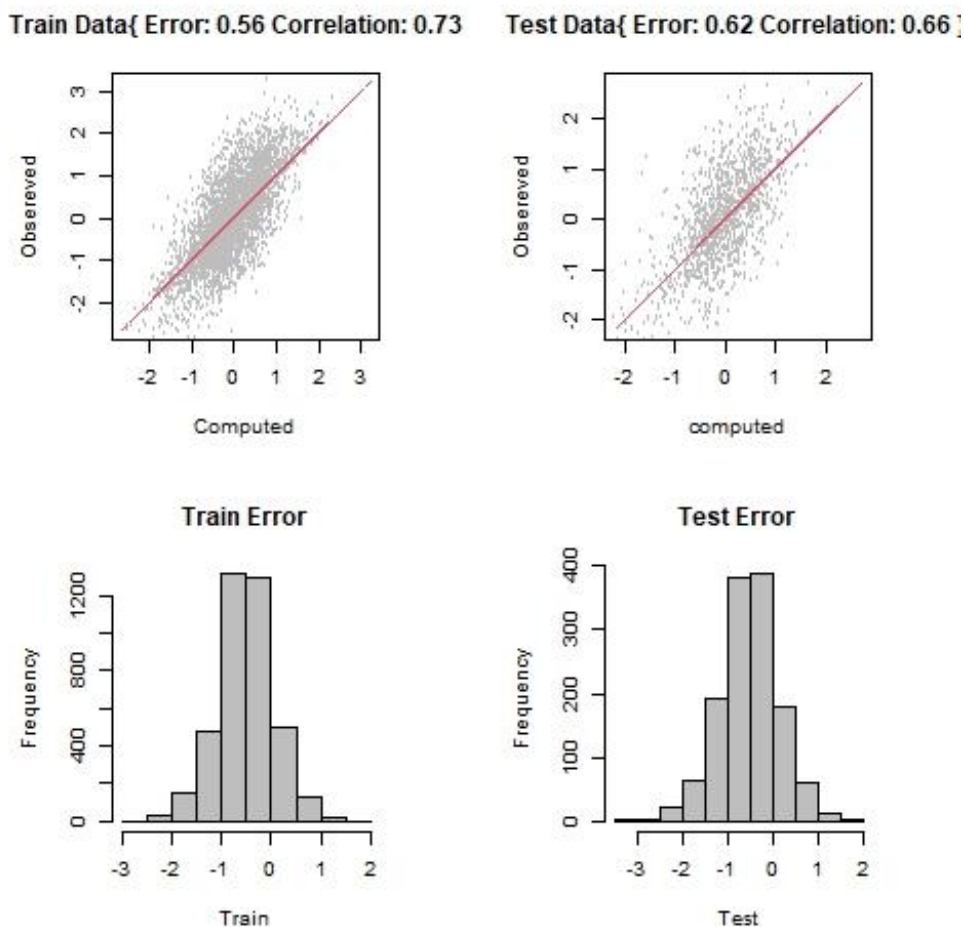 Train Data{ Error: 0.56 Correlation: 0.73
Test Data{ Error: 0.62 Correlation: 0.66 }
3
2
1
0
-1
-2
Obsereved
-2 -1 0 1 2 3
Computed
2
1
0
-1
-2
Obsereved
-2 -1 0 1 2
computed
Train Error
1200
800
400
0
Frequency
-3 -2 -1 0 1 2
Train
Test Error
400
300
200
100
0
Frequency
-3 -2 -1 0 1 2
Test